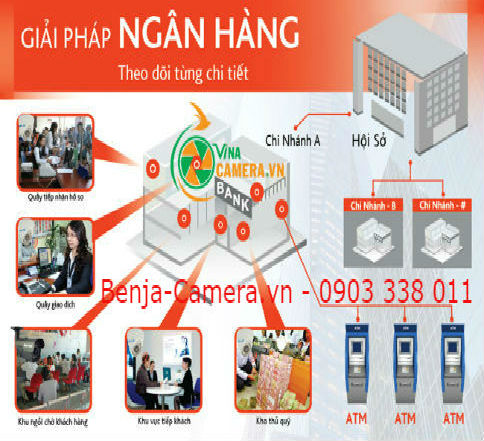 GIẢI PHÁP NGÂN HÀNG
Theo dõi từng chi tiết
Chi Nhánh A
Hội Sở
VINA
CAMERA.VN
BANK
Chi Nhánh - B
Chi Nhánh - #
Quầy tiếp nhận hồ sơ
Quầy giao dịch
Benja-Camera.vn - 0903 338 011
Khu ngồi chờ khách hàng
Khu vực tiếp khách
Kho thủ quỹ
ATM
ATM
ATM